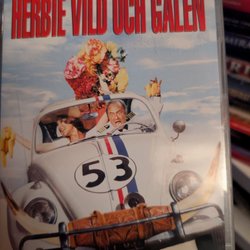 HERBIE VILD OCH GALEN
53